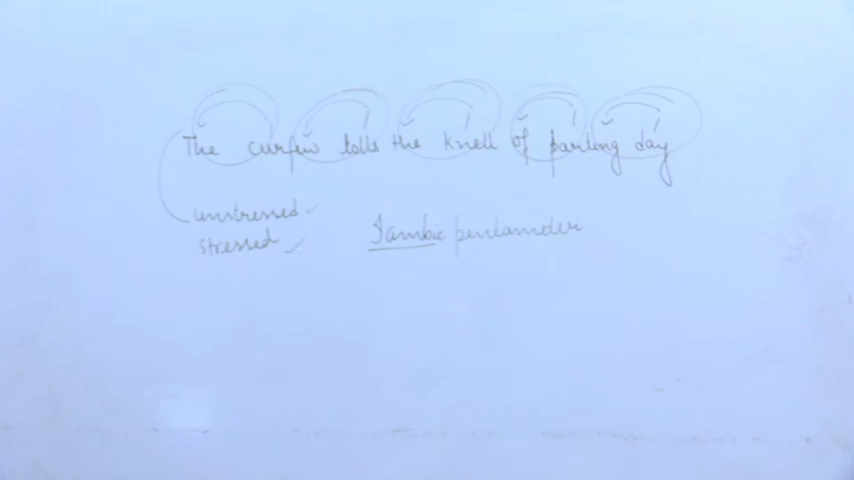 The curfew tolls the knell of parting day
unstressed ✓
stressed ✓
Iambic pentameter